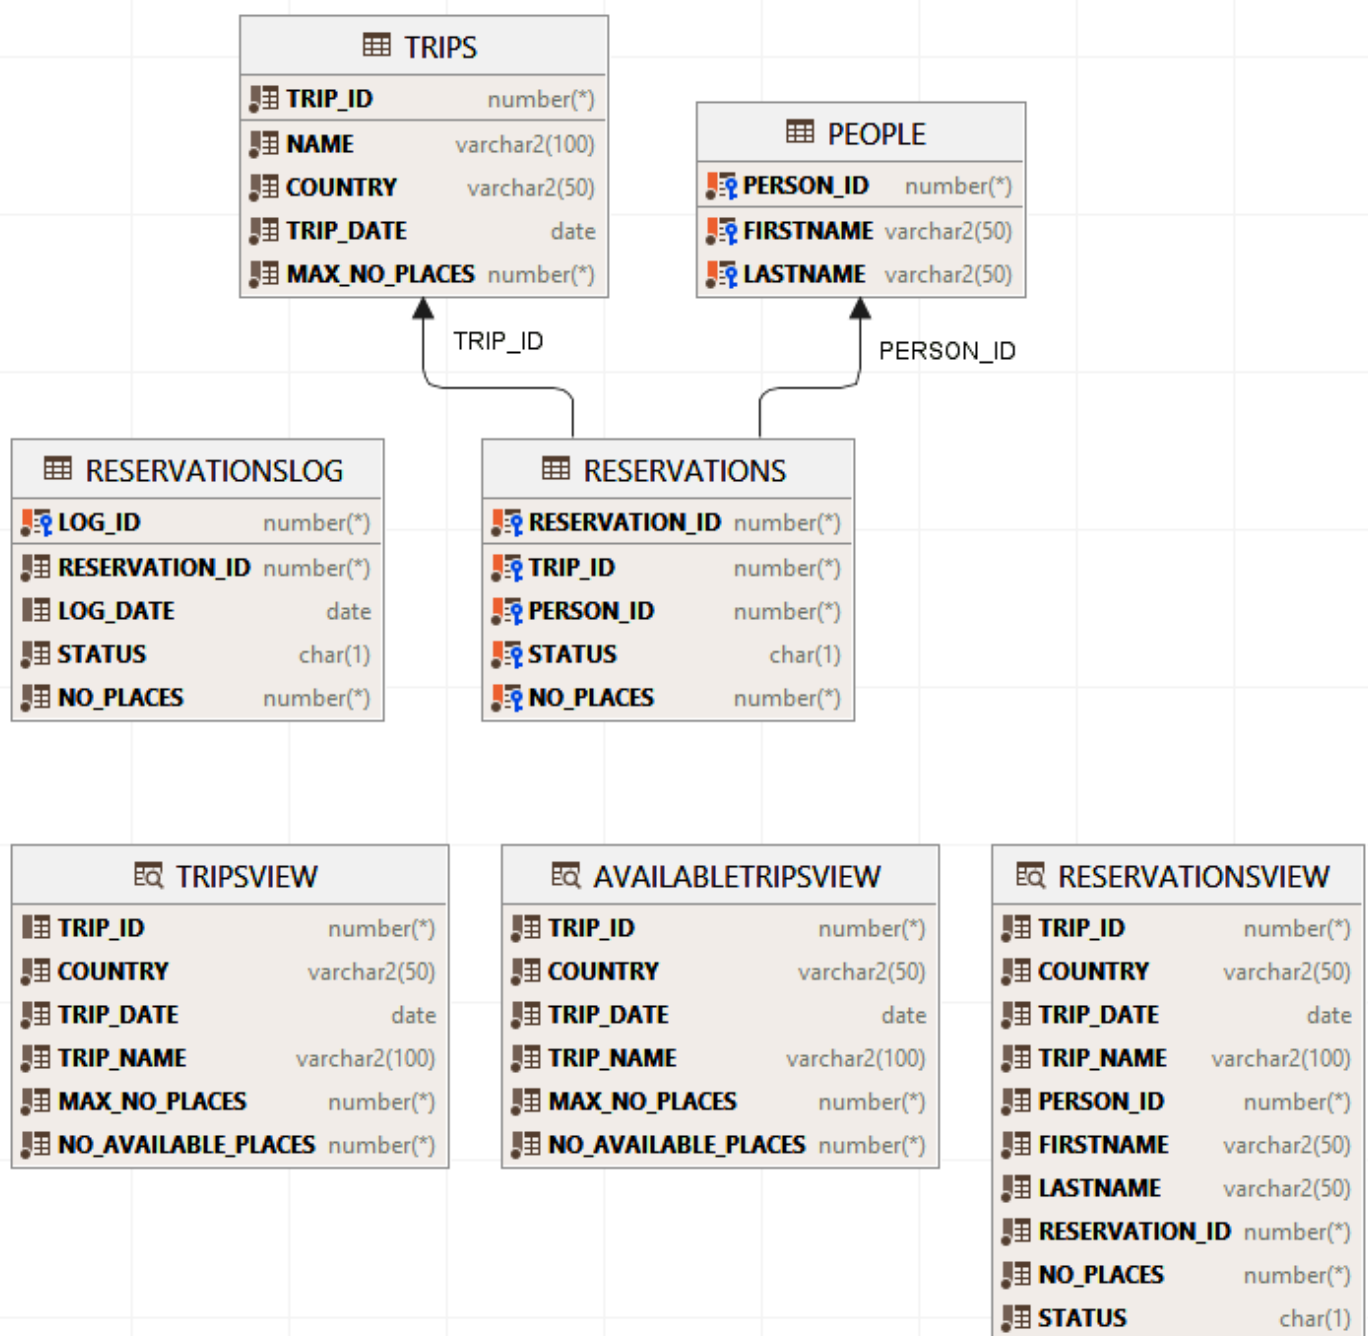 TRIPS
TRIP_ID number(*)
NAME varchar2(100)
COUNTRY varchar2(50)
TRIP_DATE date
MAX_NO_PLACES number(*)
PEOPLE
PERSON_ID number(*)
FIRSTNAME varchar2(50)
LASTNAME varchar2(50)
TRIP_ID
PERSON_ID
RESERVATIONSLOG
LOG_ID number(*)
RESERVATION_ID number(*)
LOG_DATE date
STATUS char(1)
NO_PLACES number(*)
RESERVATIONS
RESERVATION_ID number(*)
TRIP_ID number(*)
PERSON_ID number(*)
STATUS char(1)
NO_PLACES number(*)
TRIPSVIEW
TRIP_ID number(*)
COUNTRY varchar2(50)
TRIP_DATE date
TRIP_NAME varchar2(100)
MAX_NO_PLACES number(*)
NO_AVAILABLE_PLACES number(*)
AVAILABLETRIPSVIEW
TRIP_ID number(*)
COUNTRY varchar2(50)
TRIP_DATE date
TRIP_NAME varchar2(100)
MAX_NO_PLACES number(*)
NO_AVAILABLE_PLACES number(*)
RESERVATIONSVIEW
TRIP_ID number(*)
COUNTRY varchar2(50)
TRIP_DATE date
TRIP_NAME varchar2(100)
PERSON_ID number(*)
FIRSTNAME varchar2(50)
LASTNAME varchar2(50)
RESERVATION_ID number(*)
NO_PLACES number(*)
STATUS char(1)